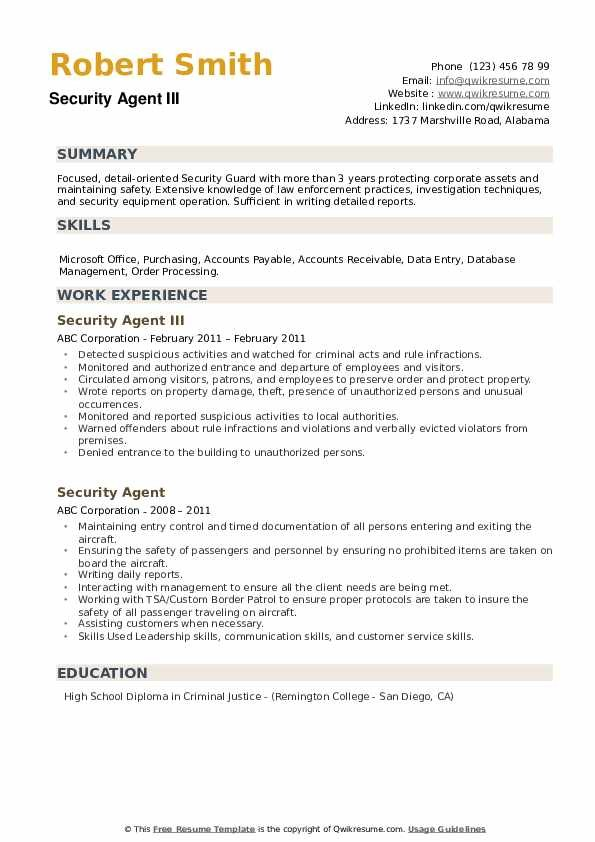 Robert Smith
Security Agent III
Phone (123) 456 78 99
Email: info@qwikresume.com
Website : www.qwikresume.com
LinkedIn: linkedin.com/qwikresume
Address: 1737 Marshville Road, Alabama
SUMMARY
Focused, detail-oriented Security Guard with more than 3 years protecting corporate assets and
maintaining safety. Extensive knowledge of law enforcement practices, investigation techniques,
and security equipment operation. Sufficient in writing detailed reports.
SKILLS
Microsoft Office, Purchasing, Accounts Payable, Accounts Receivable, Data Entry, Database
Management, Order Processing.
WORK EXPERIENCE
Security Agent III
ABC Corporation - February 2011 – February 2011
• Detected suspicious activities and watched for criminal acts and rule infractions.
• Monitored and authorized entrance and departure of employees and visitors.
• Circulated among visitors, patrons, and employees to preserve order and protect property.
• Wrote reports on property damage, theft, presence of unauthorized persons and unusual
occurrences.
• Monitored and reported suspicious activities to local authorities.
• Warned offenders about rule infractions and violations and verbally evicted violators from
premises.
• Denied entrance to the building to unauthorized persons.
Security Agent
ABC Corporation - 2008 – 2011
• Maintaining entry control and timed documentation of all persons entering and exiting the
aircraft.
• Ensuring the safety of passengers and personnel by ensuring no prohibited items are taken on
board the aircraft.
• Writing daily reports.
• Interacting with management to ensure all the client needs are being met.
• Working with TSA/Custom Border Patrol to ensure proper protocols are taken to insure the
safety of all passenger traveling on aircraft.
• Assisting customers when necessary.
• Skills Used Leadership skills, communication skills, and customer service skills.
EDUCATION
High School Diploma in Criminal Justice - (Remington College - San Diego, CA)
© This Free Resume Template is the copyright of Qwikresume.com. Usage Guidelines